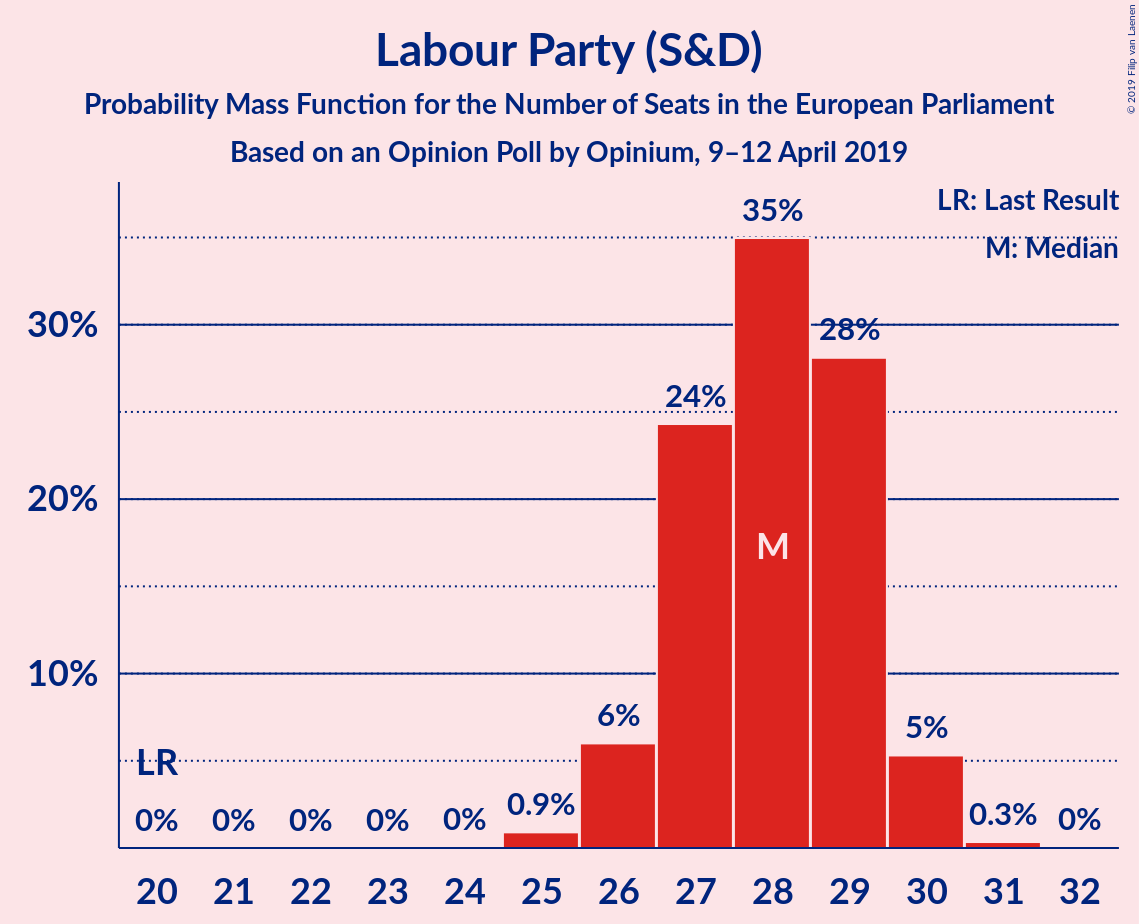 Labour Party (S&D)
Probability Mass Function for the Number of Seats in the European Parliament
Based on an Opinion Poll by Opinium, 9–12 April 2019
© 2019 Filip van Laenen
LR: Last Result
M: Median
35%
30%
28%
24%
20%
M
10%
6%
5%
LR
0% 0% 0% 0% 0% 0.9% 0.3% 0%
20 21 22 23 24 25 26 27 28 29 30 31 32